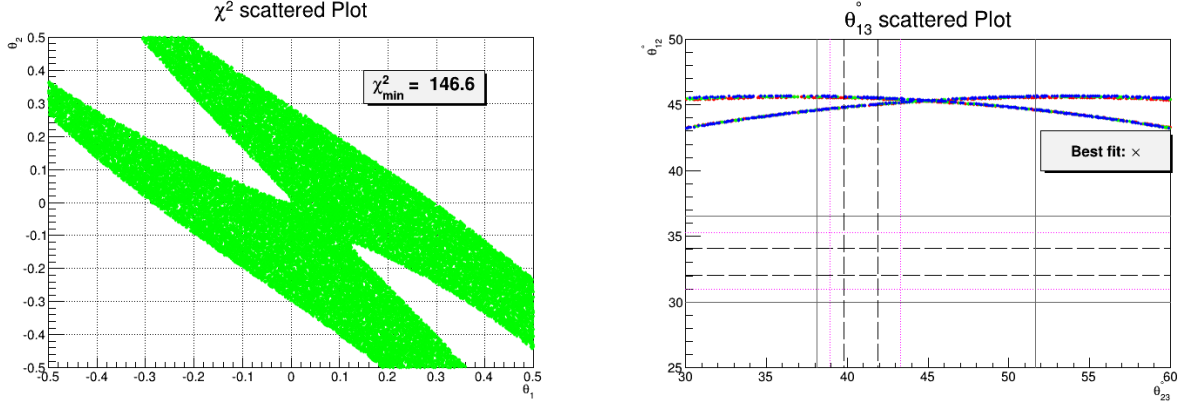 χ² scattered Plot
θ₂
0.5
0.4
0.3
0.2
0.1
0
-0.1
-0.2
-0.3
-0.4
-0.5
χ²min = 146.6
-0.5 -0.4 -0.3 -0.2 -0.1 0 0.1 0.2 0.3 0.4 0.5
θ₁
θ°₁₃ scattered Plot
θ°₁₂
50
45
40
35
30
25
Best fit: ×
30 35 40 45 50 55 60
θ°₂₃